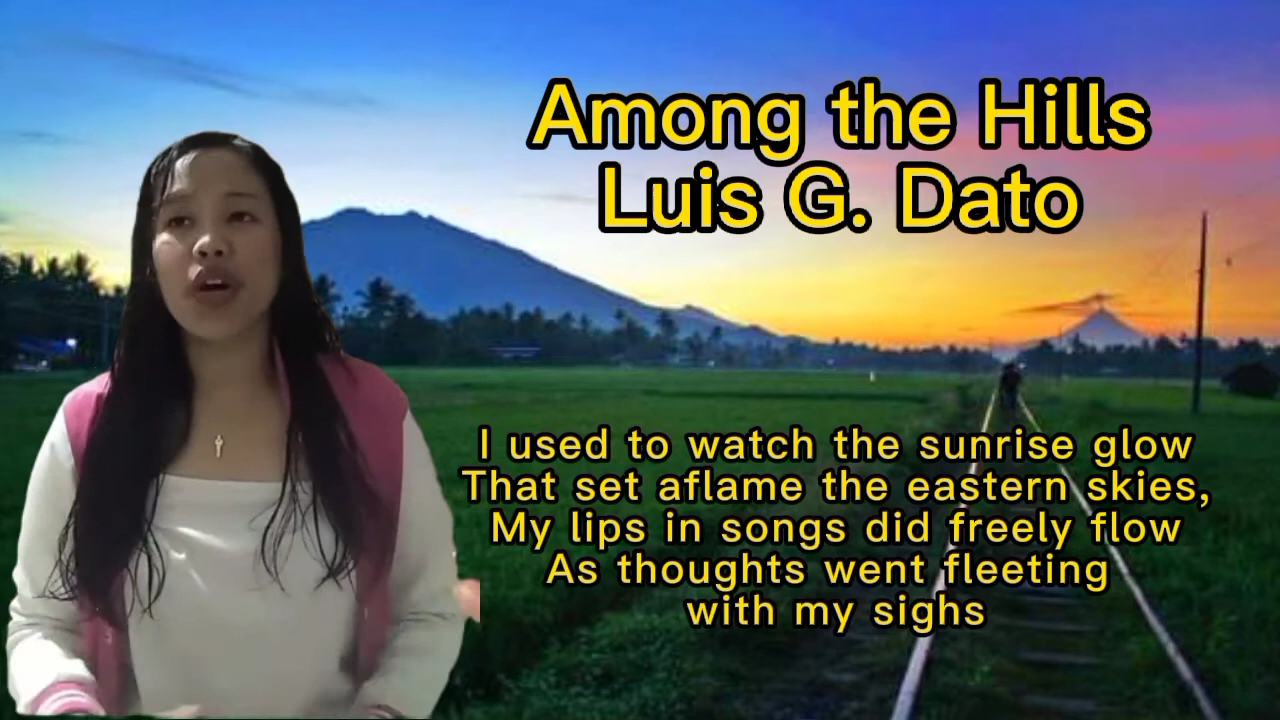 Among the Hills
Luis G. Dato
I used to watch the sunrise glow
That set aflame the eastern skies,
My lips in songs did freely flow
As thoughts went fleeting
with my sighs